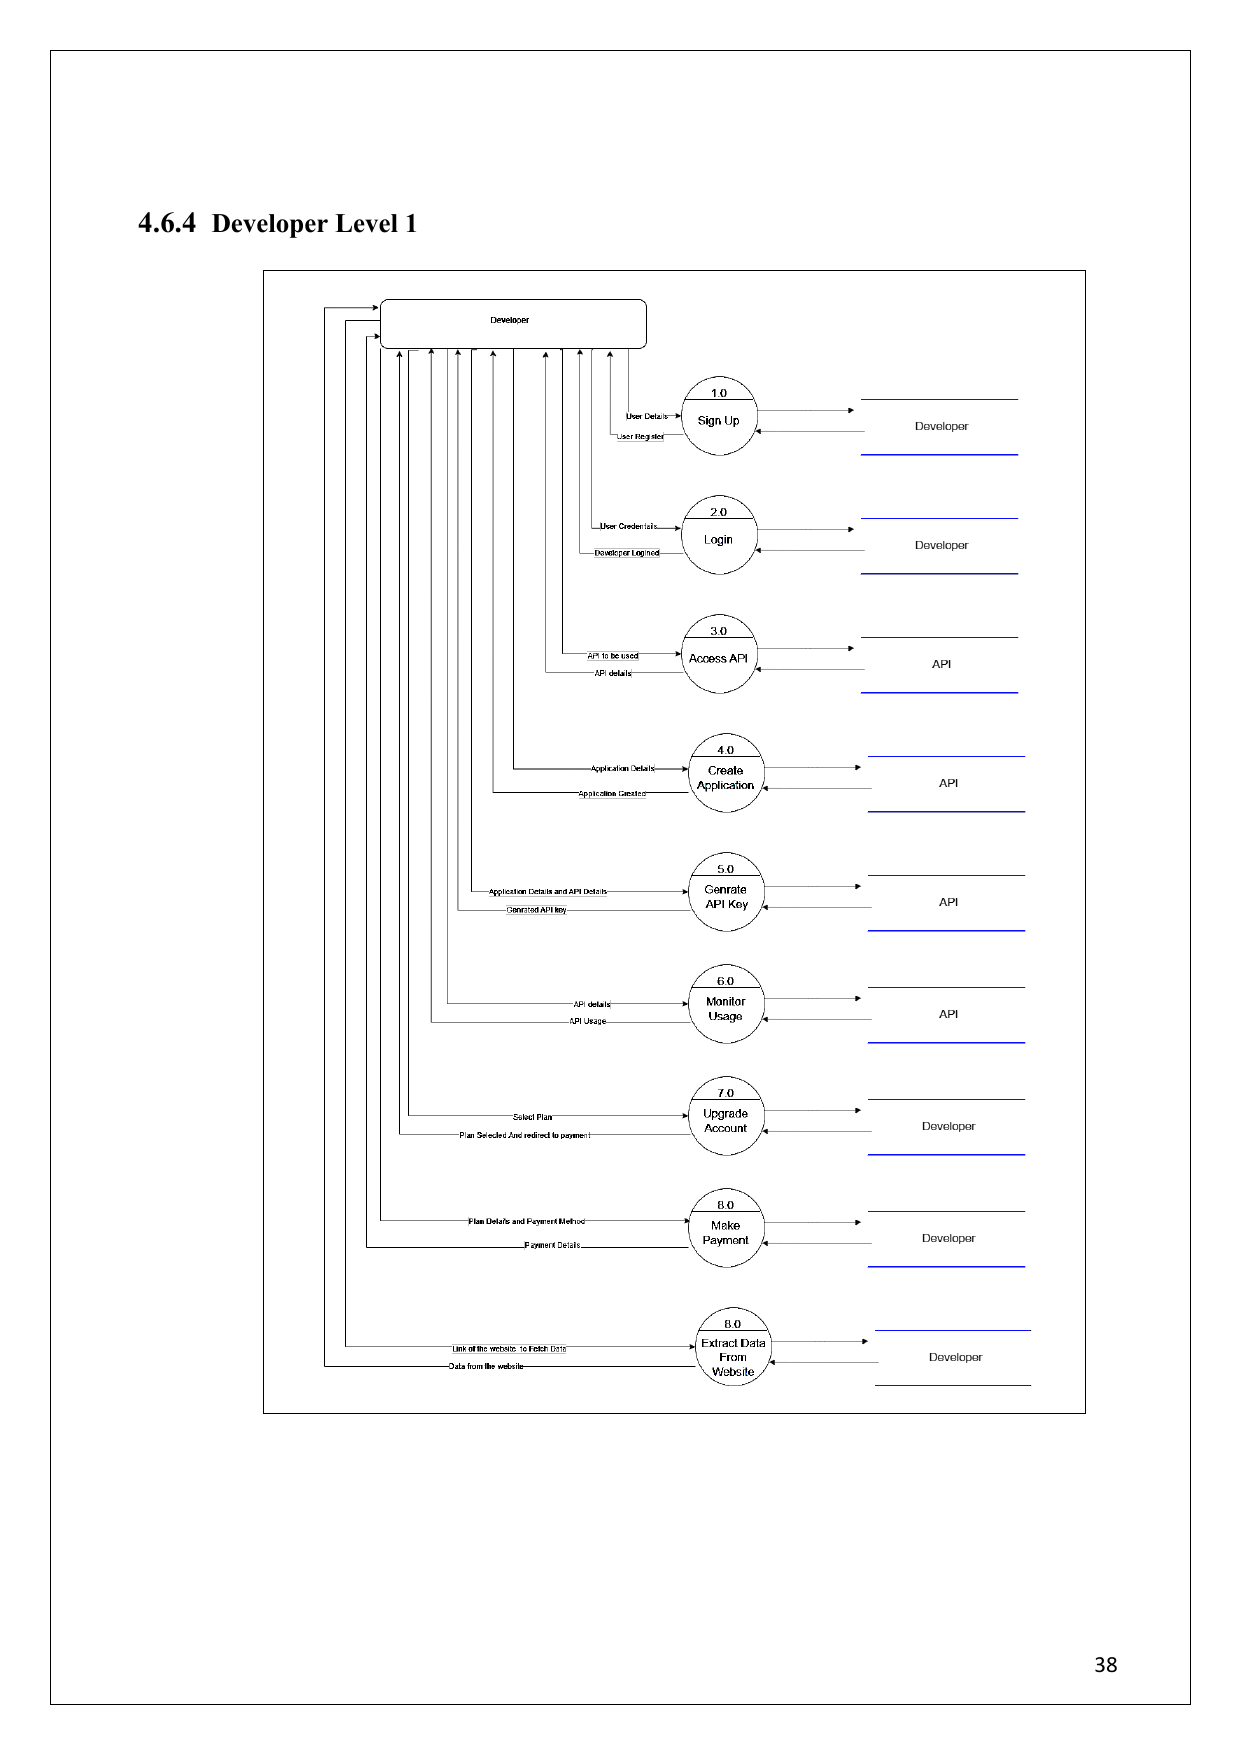 4.6.4 Developer Level 1
Developer
1.0
User Details
Sign Up
User Register
Developer
2.0
User Credentails
Login
Developer Logined
Developer
3.0
API to be used
Access API
API details
API
4.0
Application Details
Create
Application
Application Created
API
5.0
Application Details and API Details
Genrate
API Key
Genrated API key
API
6.0
API details
Monitor
Usage
API Usage
API
7.0
Select Plan
Upgrade
Account
Plan Selected And redirect to payment
Developer
8.0
Plan Details and Payment Method
Make
Payment
Payment Details
Developer
8.0
Link of the website to Fetch Data
Extract Data
From
Website
Data from the website
Developer
38